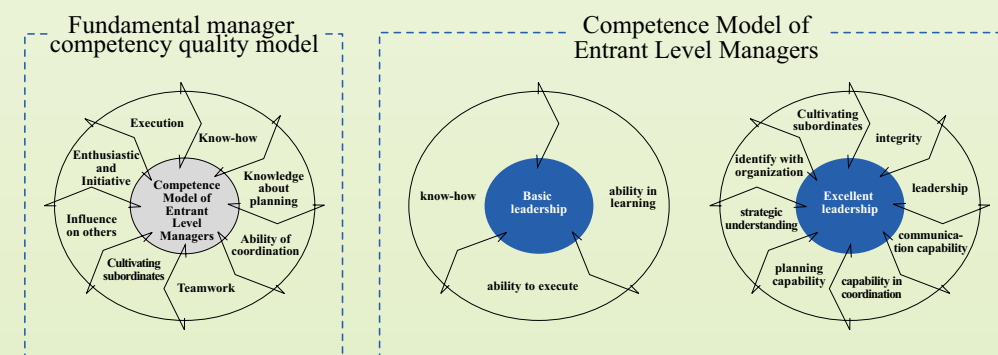 Fundamental manager
competency quality model
Execution
Know-how
Knowledge
about
planning
Ability of
coordination
Teamwork
Cultivating
subordinates
Influence
on others
Enthusiastic
and
Initiative
Competence
Model of
Entrant
Level
Managers
Competence Model of
Entrant Level Managers
know-how
ability in
learning
ability to execute
Basic
leadership
Cultivating
subordinates
integrity
leadership
communica-
tion capability
capability in
coordination
planning
capability
strategic
understanding
identify with
organization
Excellent
leadership